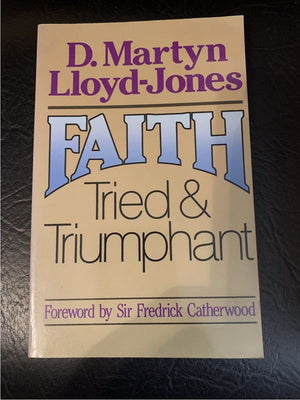 D. Martyn
Lloyd-Jones
FAITH
Tried &
Triumphant
Foreword by Sir Fredrick Catherwood